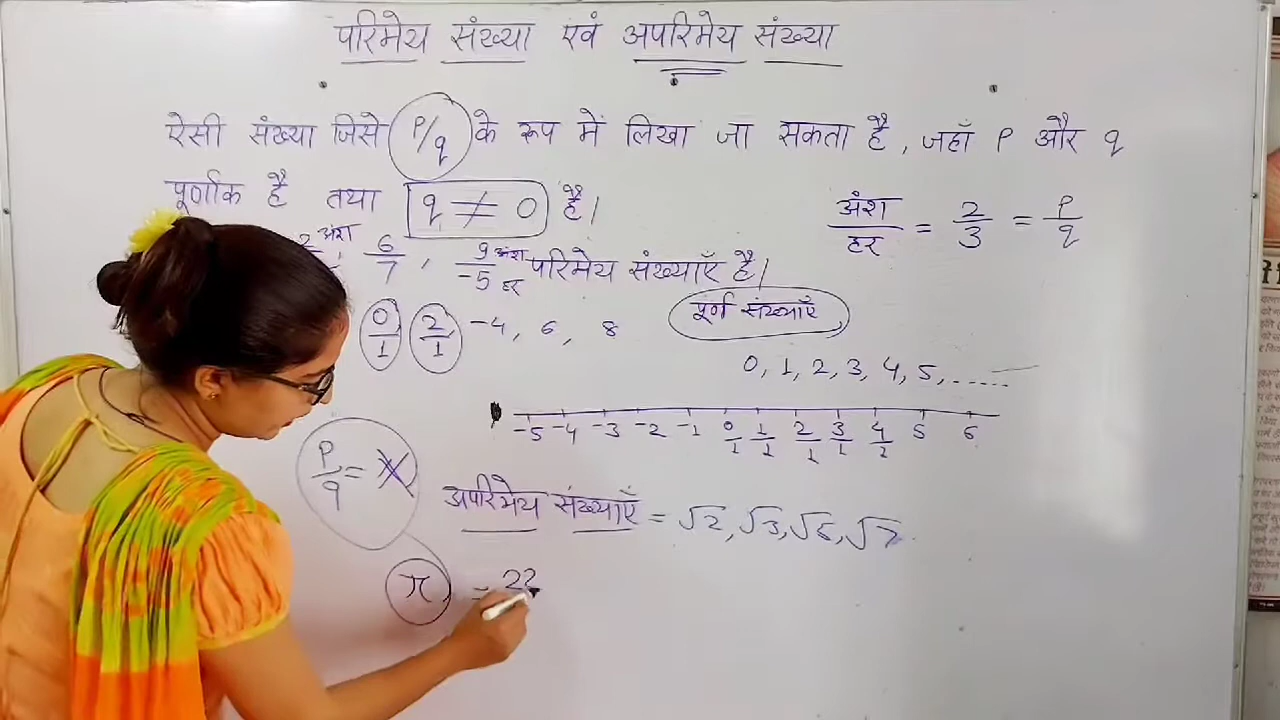 परिमेय संख्या एवं अपरिमेय संख्या
ऐसी संख्या जिसे P/q के रूप में लिखा जा सकता है, जहाँ P और q
पूर्णांक है तथा q ≠ 0 है।
अंश/हर = 2/3 = P/q
2 अंश, 6/7, 9/-5 अंश हर परिमेय संख्याएँ है।
0/1 2/1 -4, 6, 8
पूर्ण संख्याएँ
0, 1, 2, 3, 4, 5, ......
-5 -4 -3 -2 -1 0/1 1/1 2/1 3/1 4/1 5 6
P/q = X
अपरिमेय संख्याएँ = √2, √3, √5, √7
π = 22